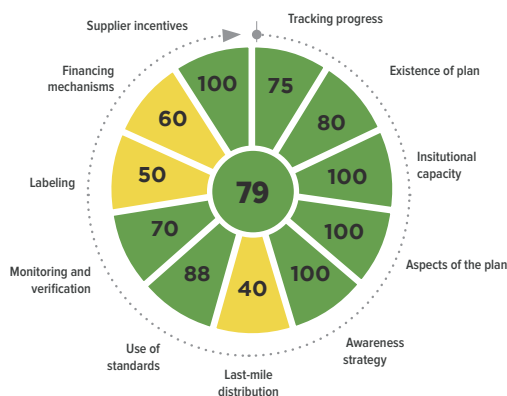 Tracking progress
75
Existence of plan
80
Insitutional
capacity
100
Aspects of the plan
100
Awareness
strategy
100
Last-mile
distribution
40
Use of
standards
88
Monitoring and
verification
70
Labeling
50
Financing
mechanisms
60
Supplier incentives
100
79